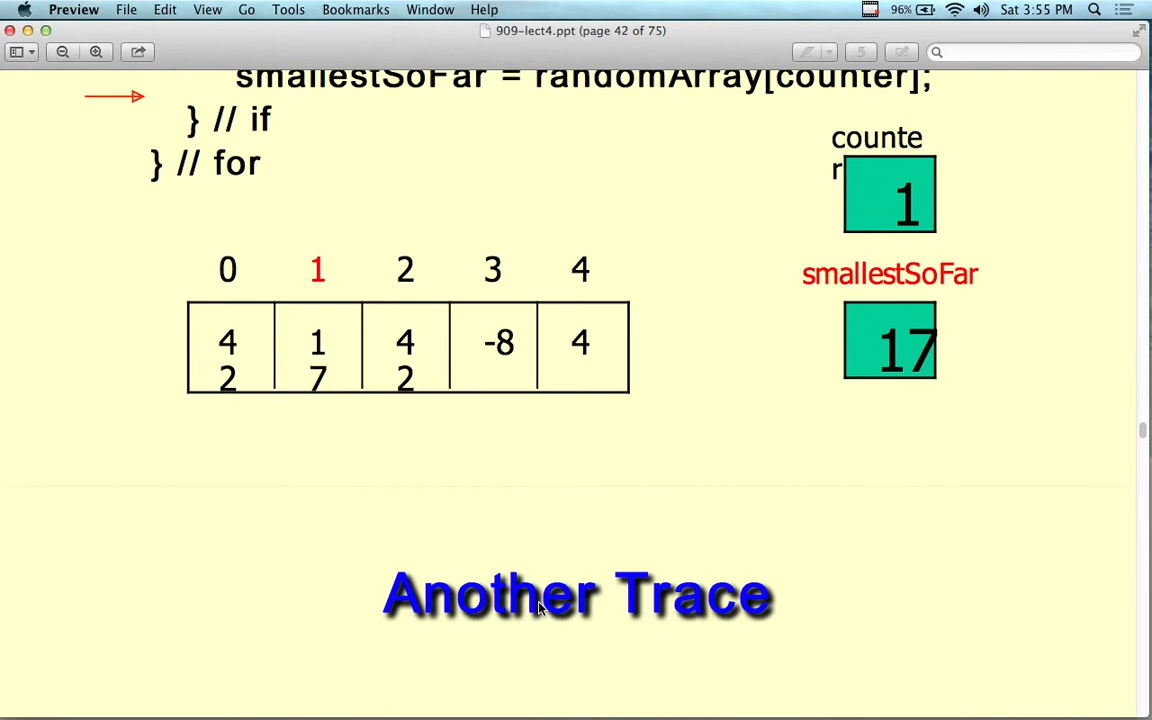 Preview File Edit View Go Tools Bookmarks Window Help 96% Sat 3:55 PM
909-lect4.ppt (page 42 of 75)
smallestSoFar = randomArray[counter];
} // if
} // for
counte
r
1
0 1 2 3 4
smallestSoFar
4 1 4 -8 4
2 7 2
17
Another Trace